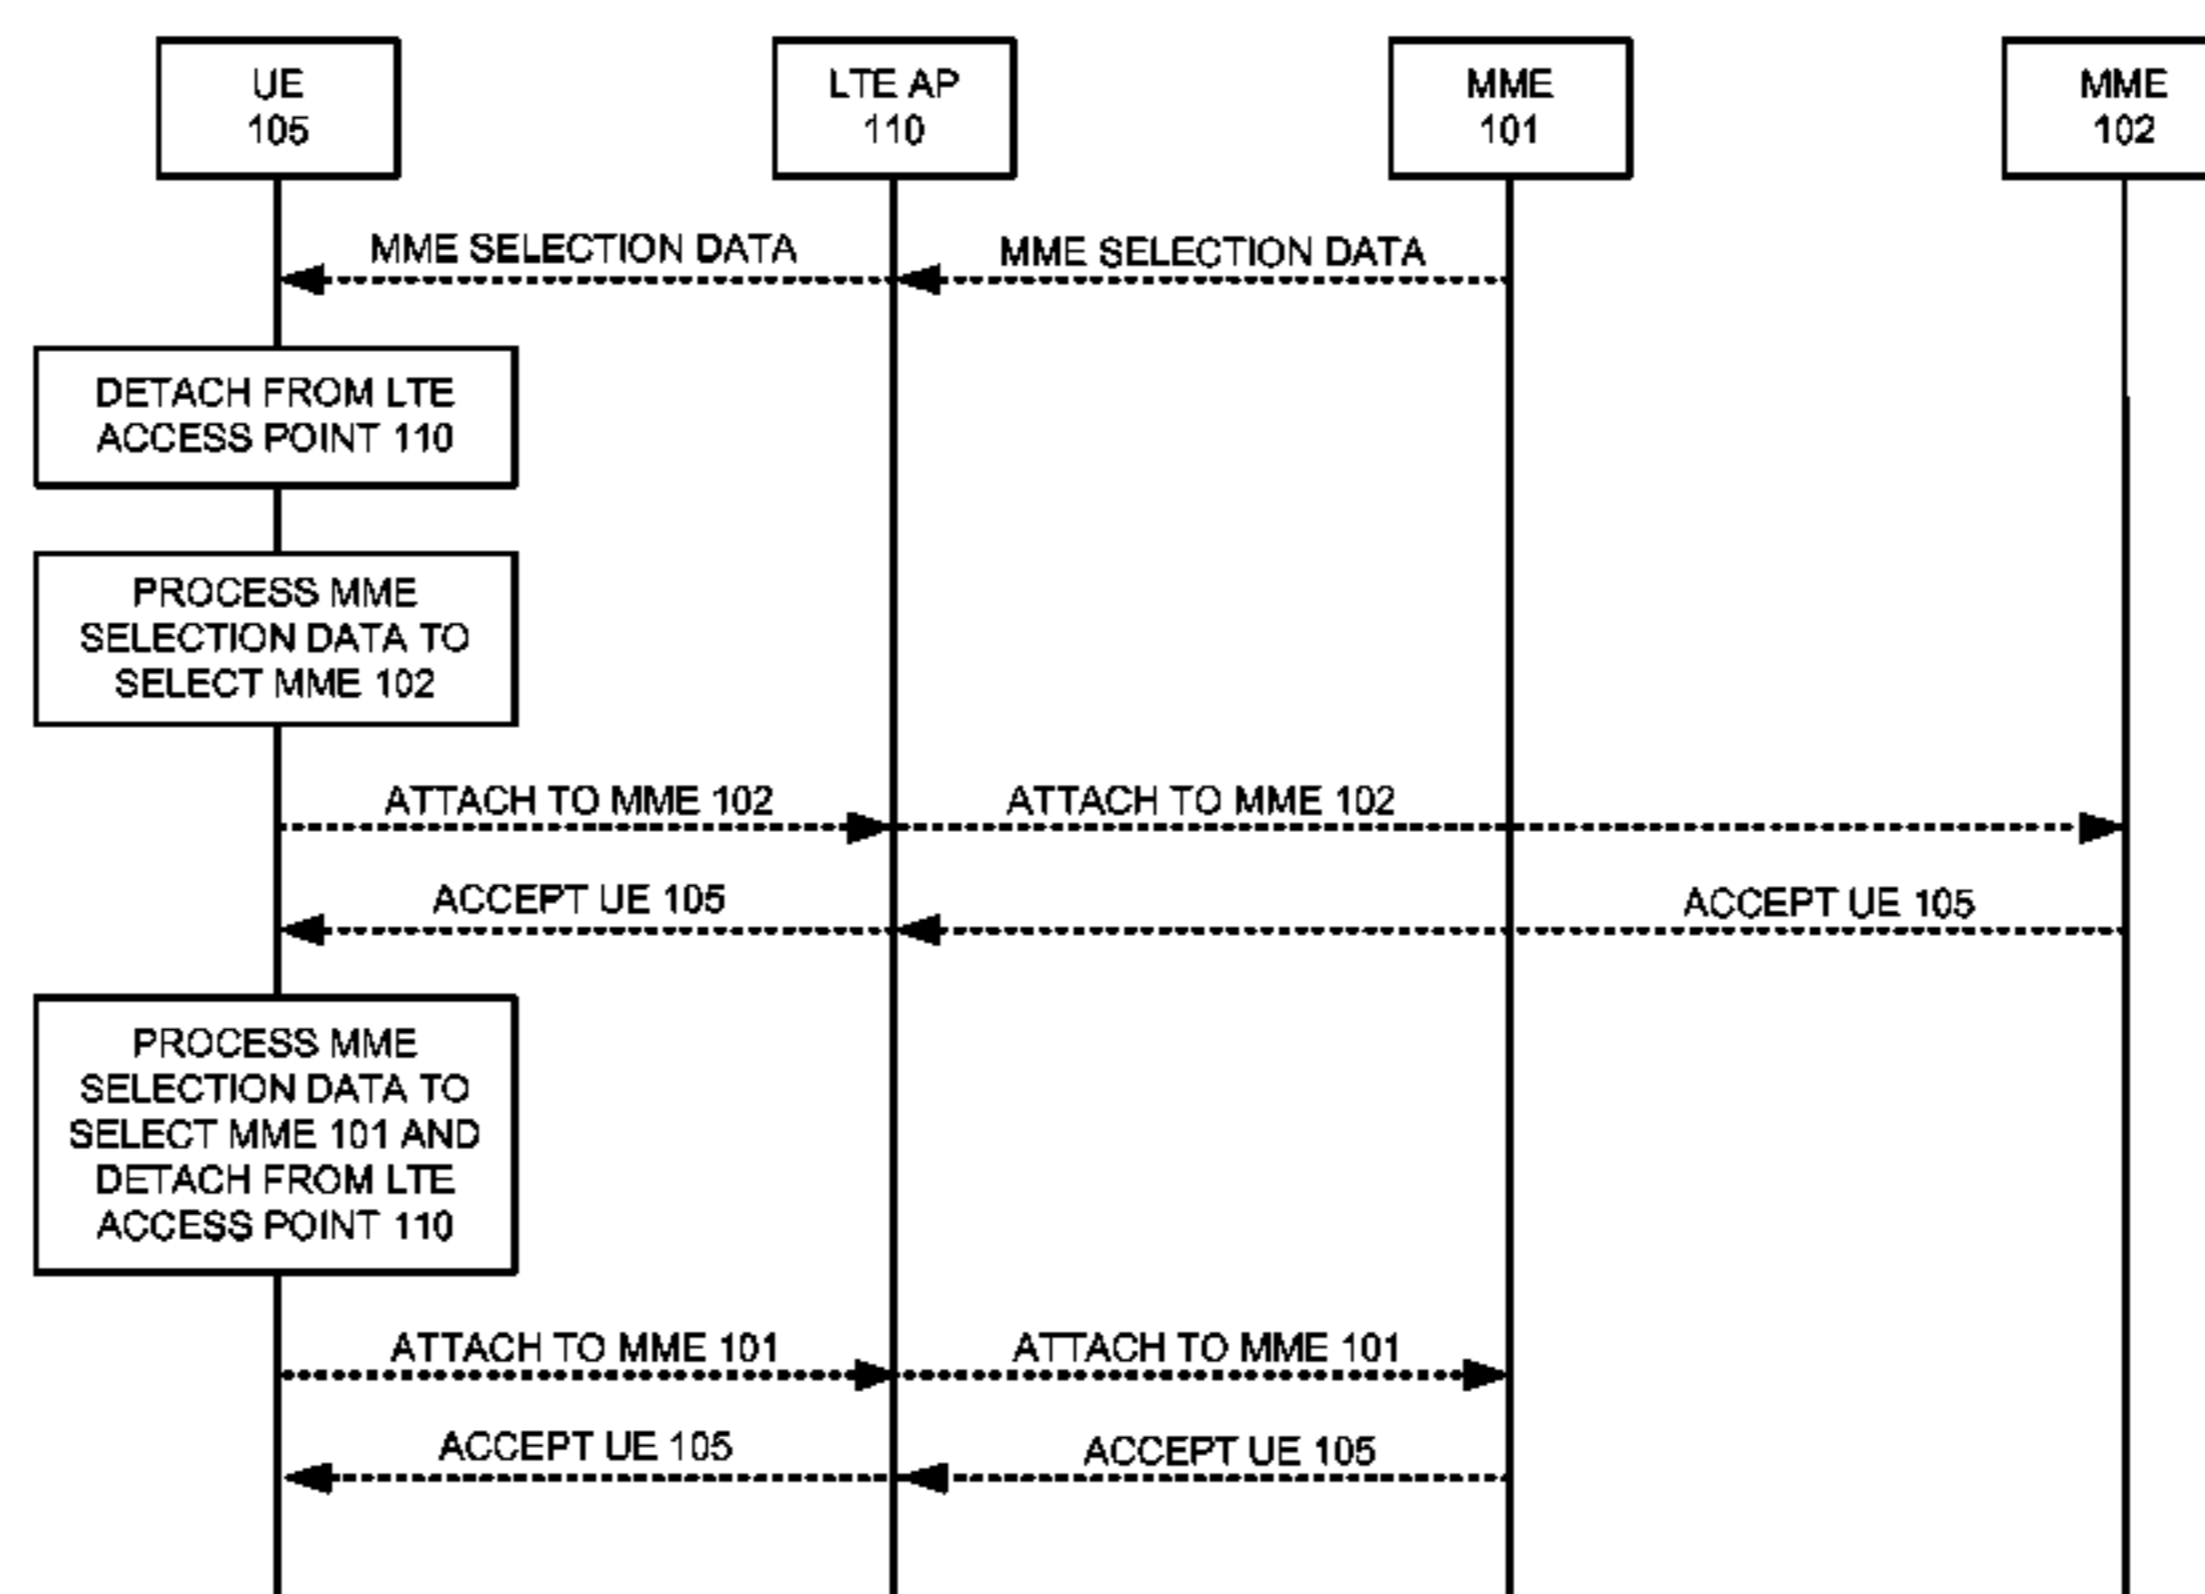 UE
105
LTE AP
110
MME
101
MME
102
MME SELECTION DATA
MME SELECTION DATA
DETACH FROM LTE
ACCESS POINT 110
PROCESS MME
SELECTION DATA TO
SELECT MME 102
ATTACH TO MME 102
ATTACH TO MME 102
ACCEPT UE 105
ACCEPT UE 105
PROCESS MME
SELECTION DATA TO
SELECT MME 101 AND
DETACH FROM LTE
ACCESS POINT 110
ATTACH TO MME 101
ATTACH TO MME 101
ACCEPT UE 105
ACCEPT UE 105